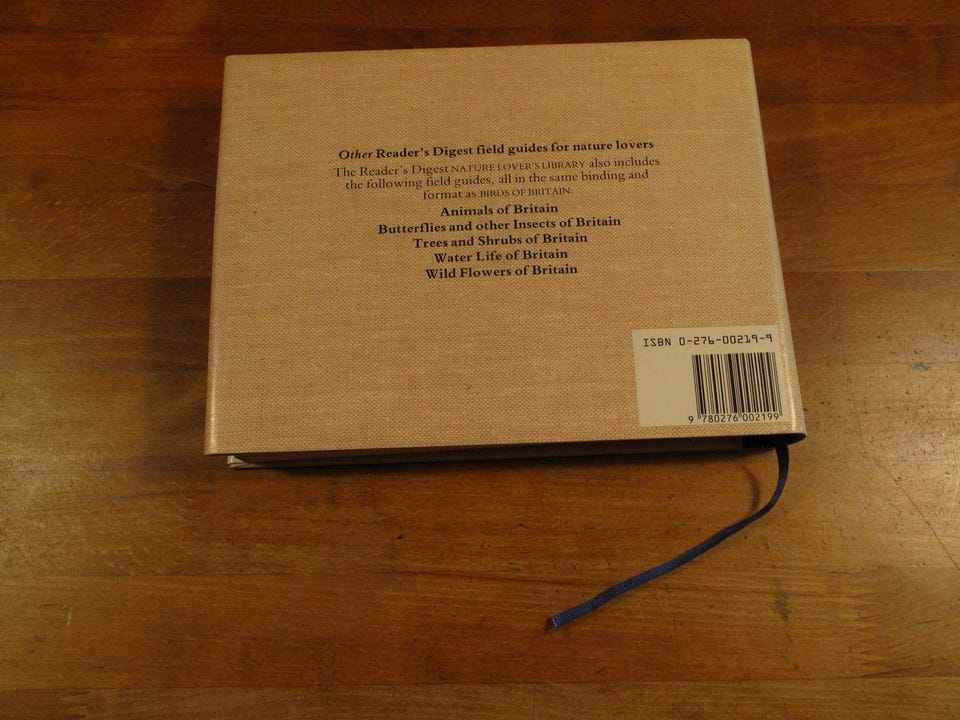 Other Reader's Digest field guides for nature lovers
The Reader's Digest NATURE LOVER'S LIBRARY also includes
the following field guides, all in the same binding and
format as BIRDS OF BRITAIN:
Animals of Britain
Butterflies and other Insects of Britain
Trees and Shrubs of Britain
Water Life of Britain
Wild Flowers of Britain
ISBN 0-276-00219-9
9 780276 002199